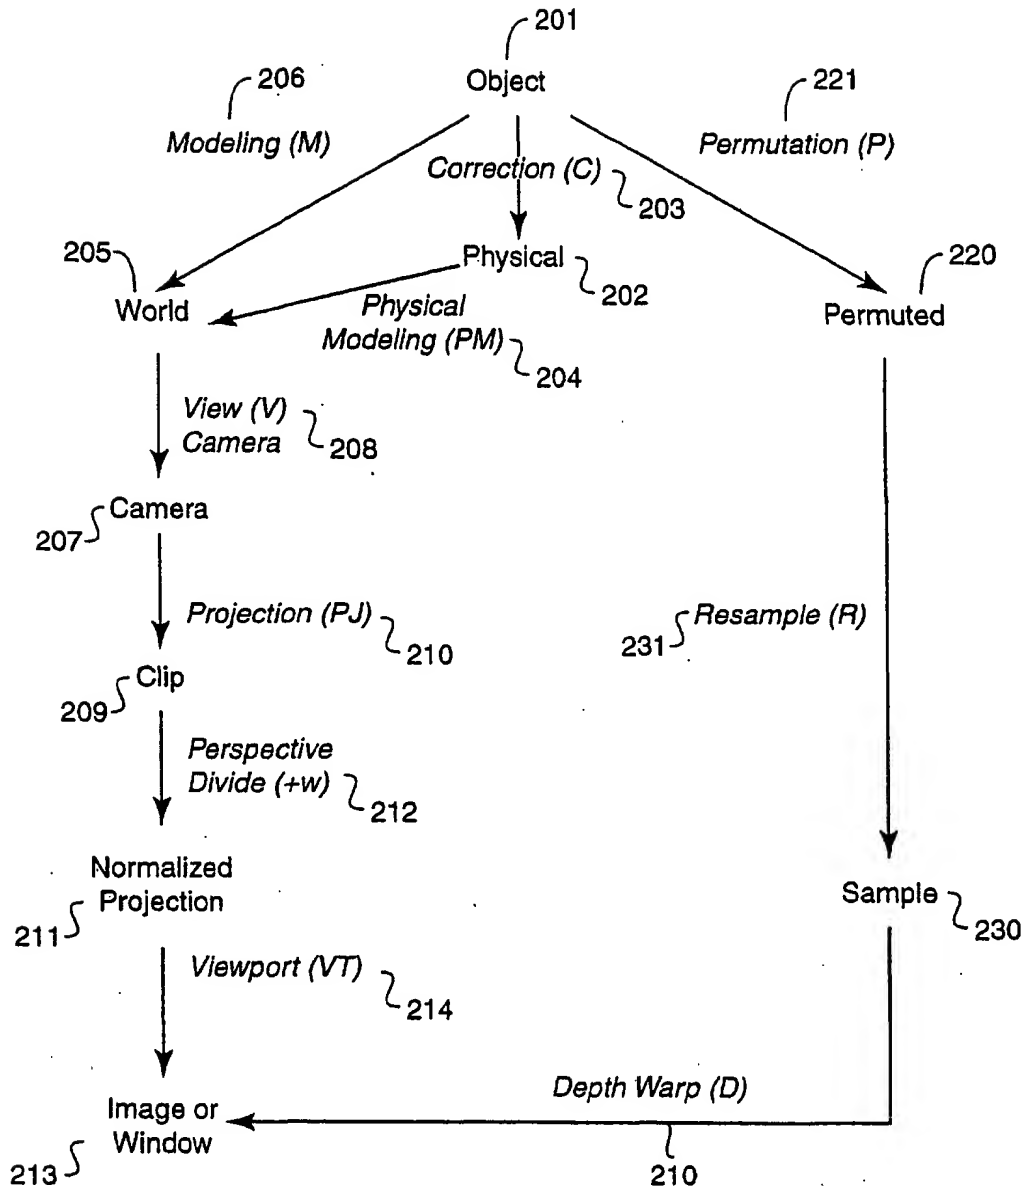 201
Object
206
Modeling (M)
221
Permutation (P)
Correction (C)
203
205
World
Physical
202
220
Permuted
Physical
Modeling (PM)
204
View (V)
Camera
208
Camera
207
Projection (PJ)
210
231
Resample (R)
Clip
209
Perspective
Divide (+w)
212
Normalized
Projection
211
Sample
230
Viewport (VT)
214
Depth Warp (D)
Image or
Window
213
210